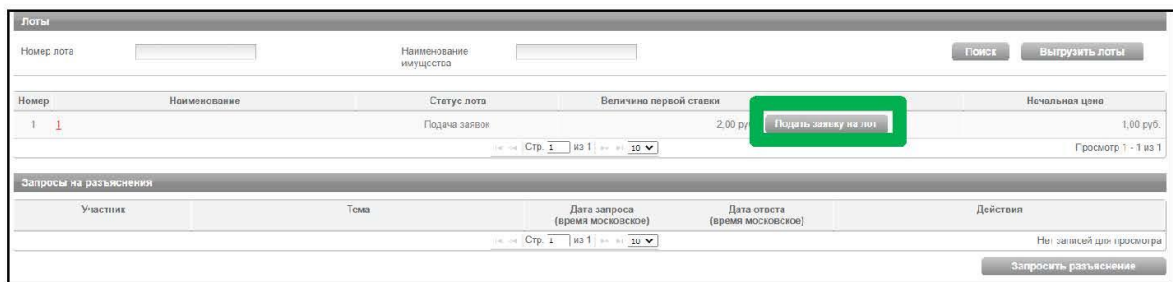 Лоты
Номер лота Наименование имущества Поиск Выгрузить лоты
Номер Наименование Статус лота Величина первой ставки Начальная цена
1 1 Подача заявок 2,00 ру Подать заявку на лот 1,00 руб.
Стр. 1 из 1 10 Просмотр 1 - 1 из 1
Запросы на разъяснения
Участник Тема Дата запроса (время московское) Дата ответа (время московское) Действия
Стр. 1 из 1 10 Нет записей для просмотра
Запросить разъяснение